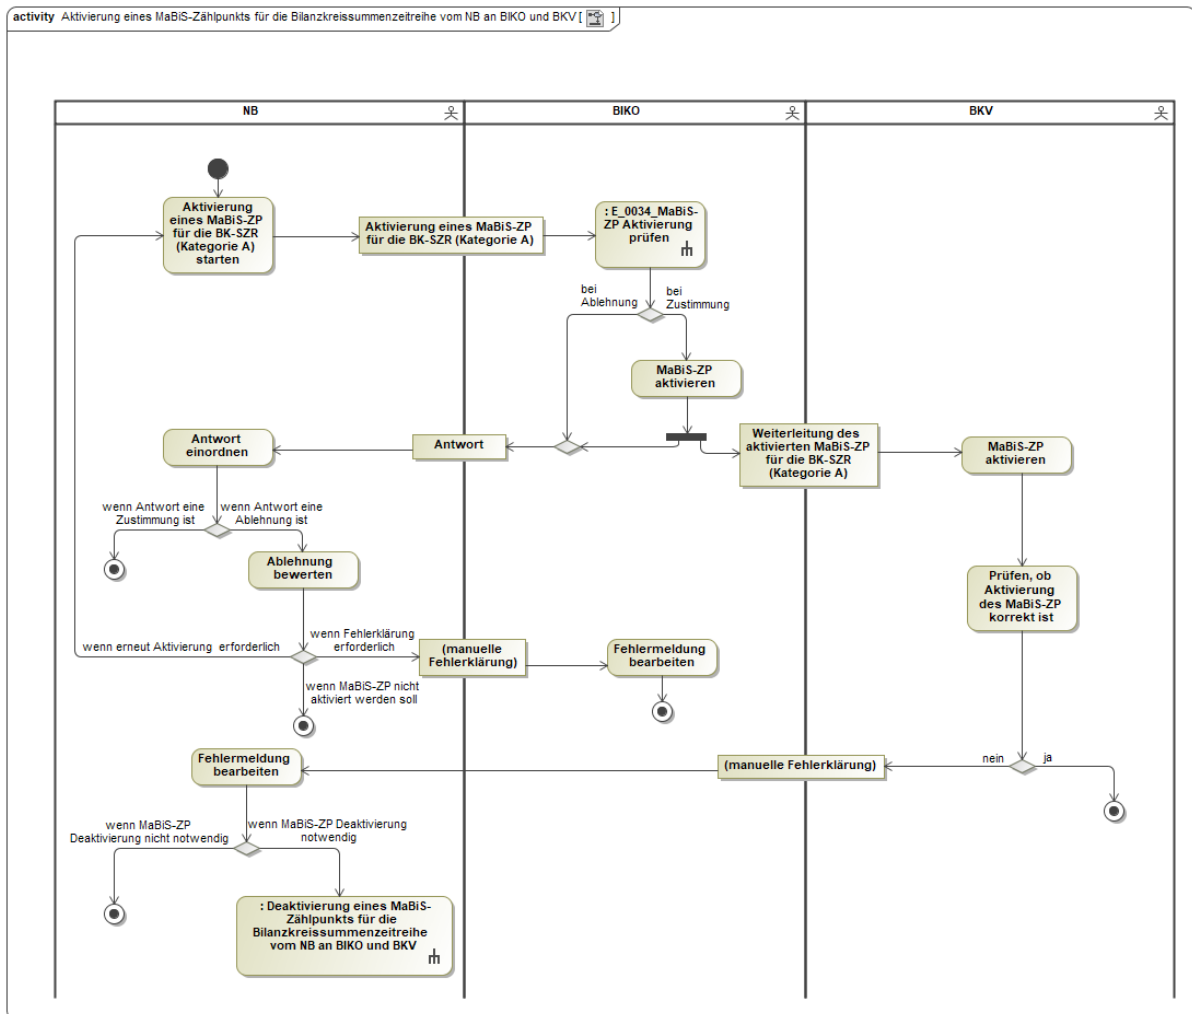 activity Aktivierung eines MaBiS-Zählpunkts für die Bilanzkreissummenzeitreihe vom NB an BIKO und BKV [ ]
NB
BIKO
BKV
Aktivierung
eines MaBiS-ZP
für die BK-SZR
(Kategorie A)
starten
Aktivierung eines MaBiS-ZP
für die BK-SZR (Kategorie A)
: E_0034_MaBiS-
ZP Aktivierung
prüfen
bei
Ablehnung
bei
Zustimmung
MaBiS-ZP
aktivieren
Antwort
einordnen
Antwort
Weiterleitung des
aktivierten MaBiS-ZP
für die BK-SZR
(Kategorie A)
MaBiS-ZP
aktivieren
wenn Antwort eine
Zustimmung ist
wenn Antwort eine
Ablehnung ist
Ablehnung
bewerten
Prüfen, ob
Aktivierung
des MaBiS-ZP
korrekt ist
wenn erneut Aktivierung erforderlich
wenn Fehlerklärung
erforderlich
(manuelle
Fehlerklärung)
Fehlermeldung
bearbeiten
wenn MaBiS-ZP nicht
aktiviert werden soll
Fehlermeldung
bearbeiten
(manuelle Fehlerklärung)
nein
ja
wenn MaBiS-ZP
Deaktivierung nicht notwendig
wenn MaBiS-ZP Deaktivierung
notwendig
: Deaktivierung eines MaBiS-
Zählpunkts für die
Bilanzkreissummenzeitreihe
vom NB an BIKO und BKV